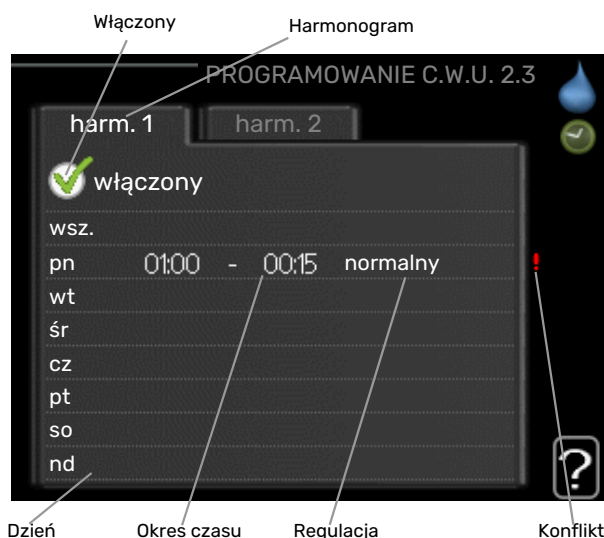 Włączony
Harmonogram
PROGRAMOWANIE C.W.U. 2.3
harm. 1
harm. 2
włączony
wsz.
pn 01:00 - 00:15 normalny !
wt
śr
cz
pt
so
nd
?
Dzień Okres czasu Regulacja Konflikt